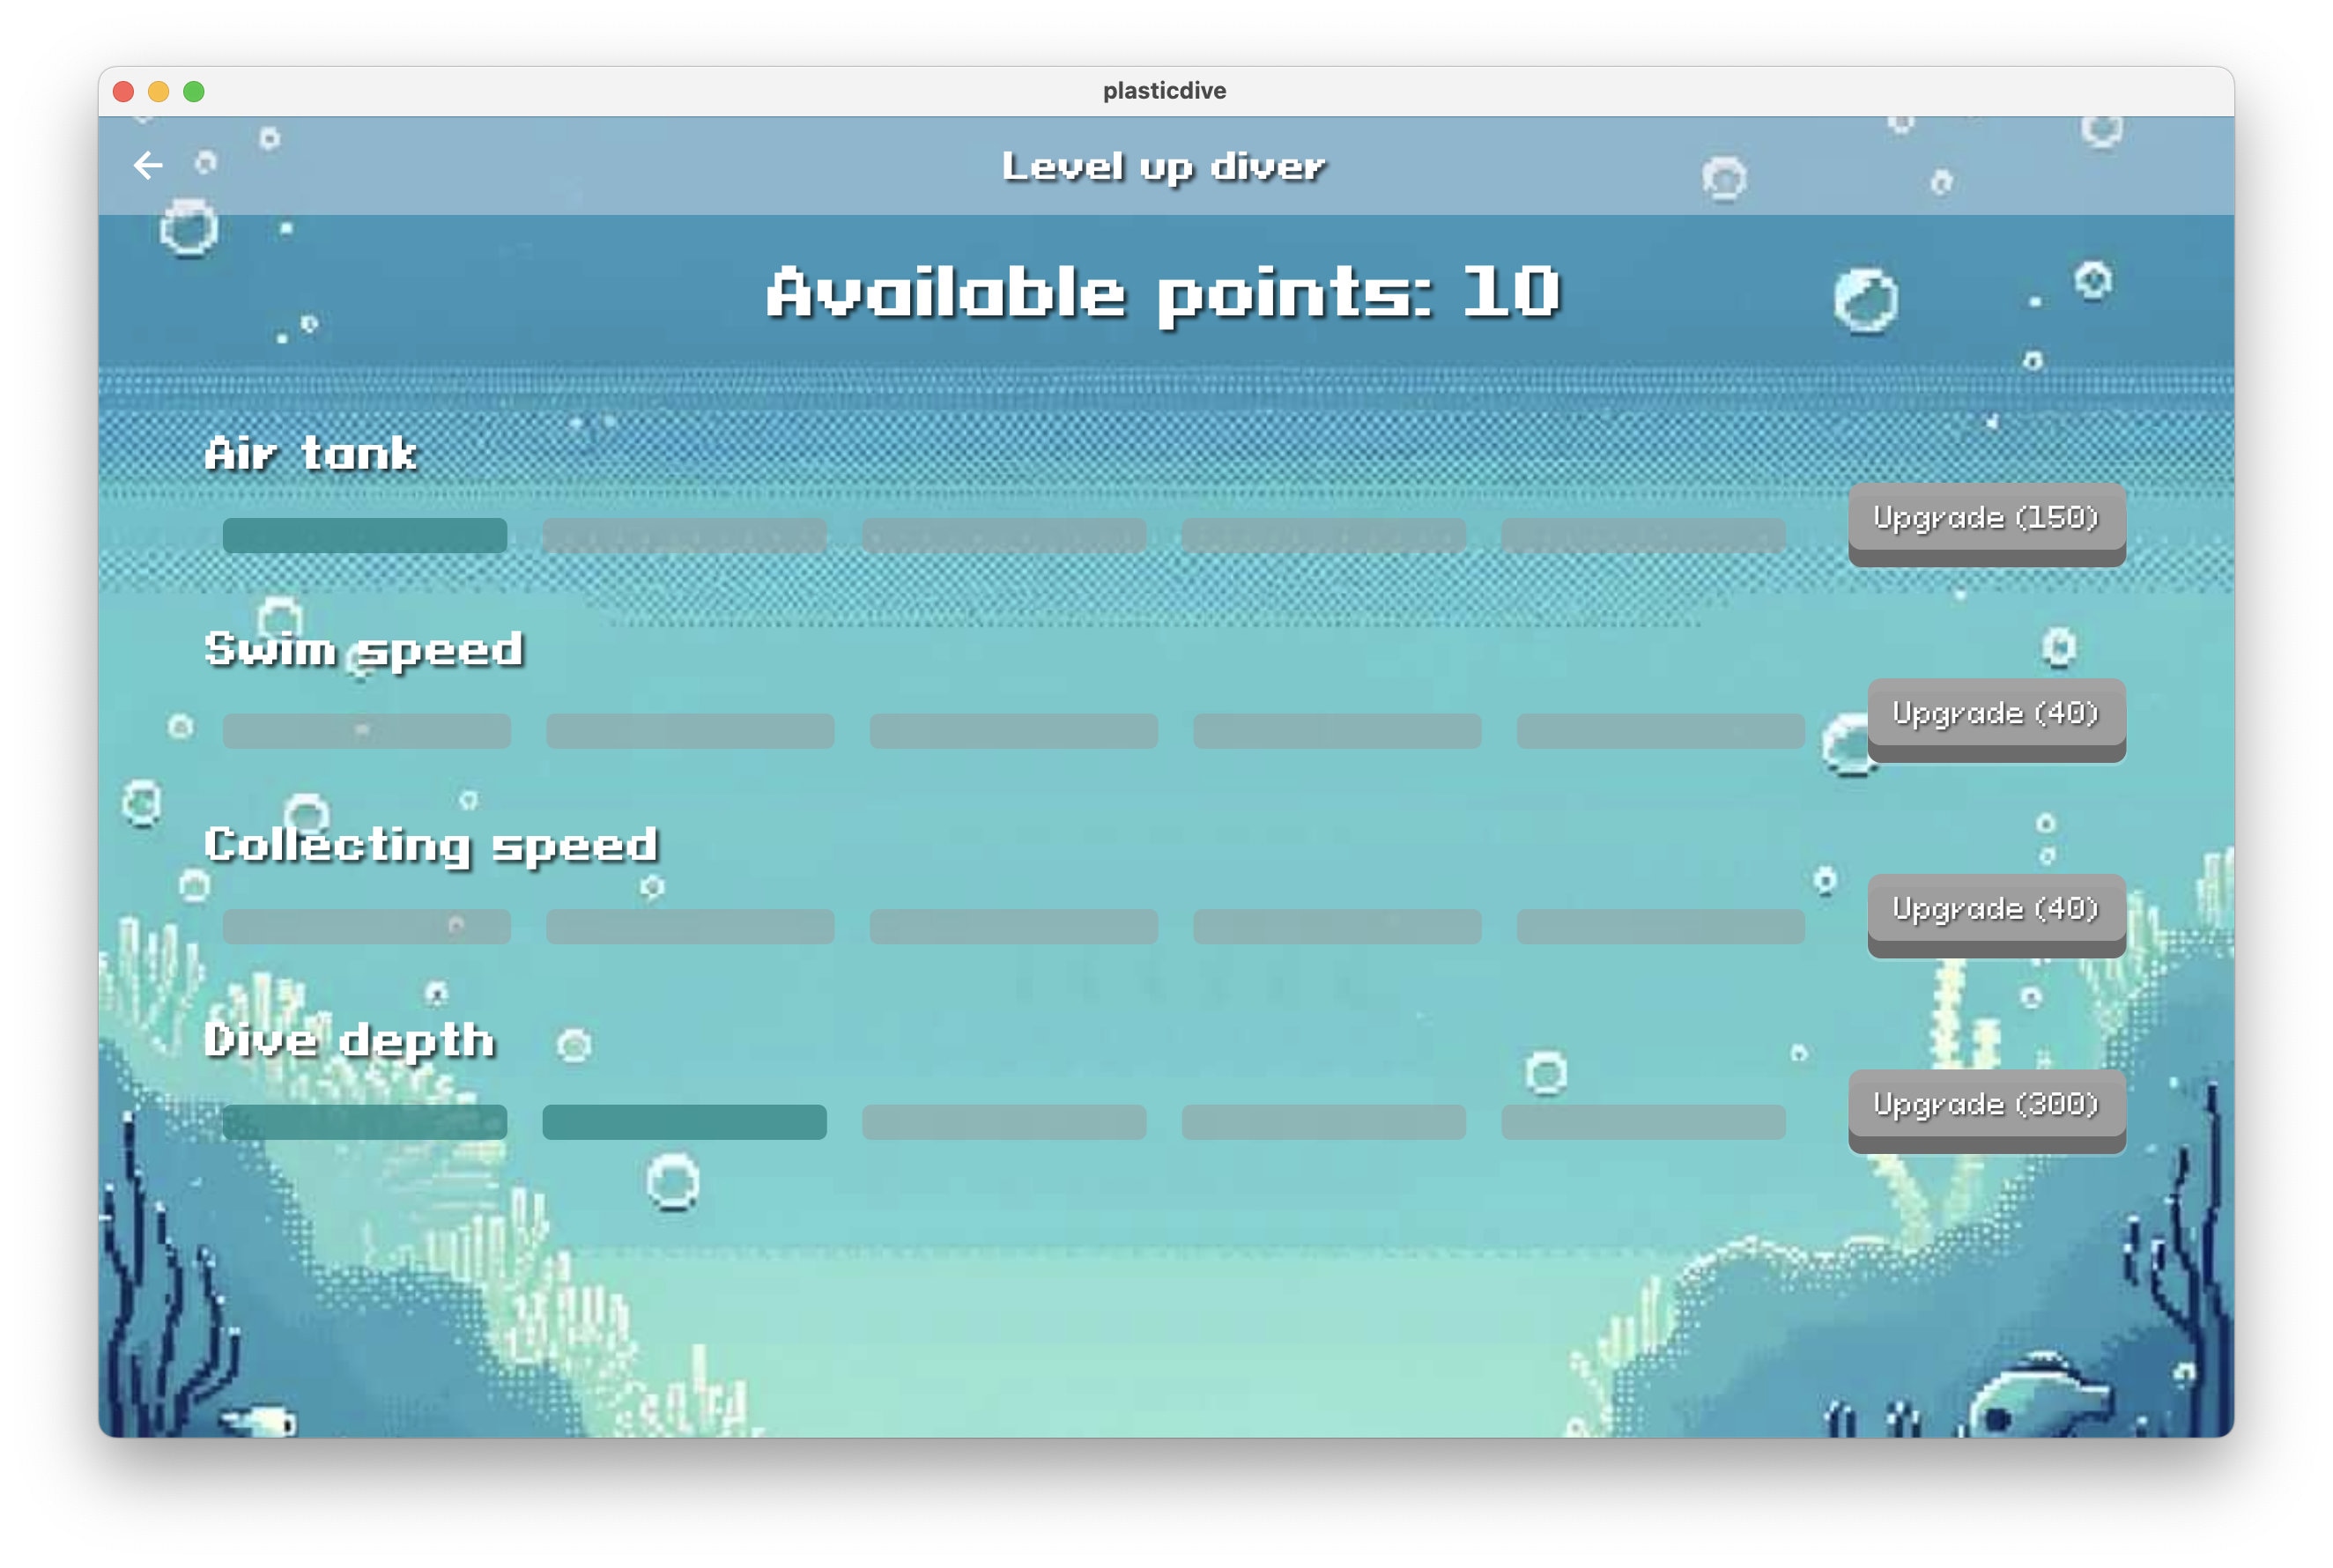 plasticdive
Level up diver
Available points: 10
Air tank
Upgrade (150)
Swim speed
Upgrade (40)
Collecting speed
Upgrade (40)
Dive depth
Upgrade (300)